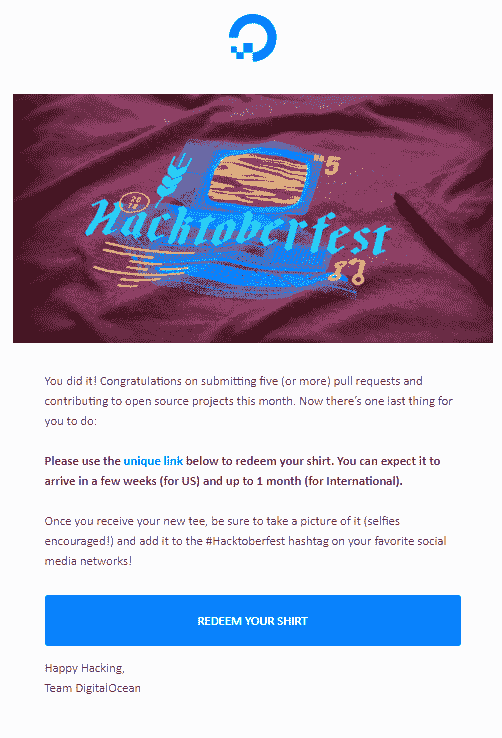 20
18
"5
Hacktoberfest
You did it! Congratulations on submitting five (or more) pull requests and
contributing to open source projects this month. Now there's one last thing for
you to do:
Please use the unique link below to redeem your shirt. You can expect it to
arrive in a few weeks (for US) and up to 1 month (for International).
Once you receive your new tee, be sure to take a picture of it (selfies
encouraged!) and add it to the #Hacktoberfest hashtag on your favorite social
media networks!
REDEEM YOUR SHIRT
Happy Hacking,
Team DigitalOcean